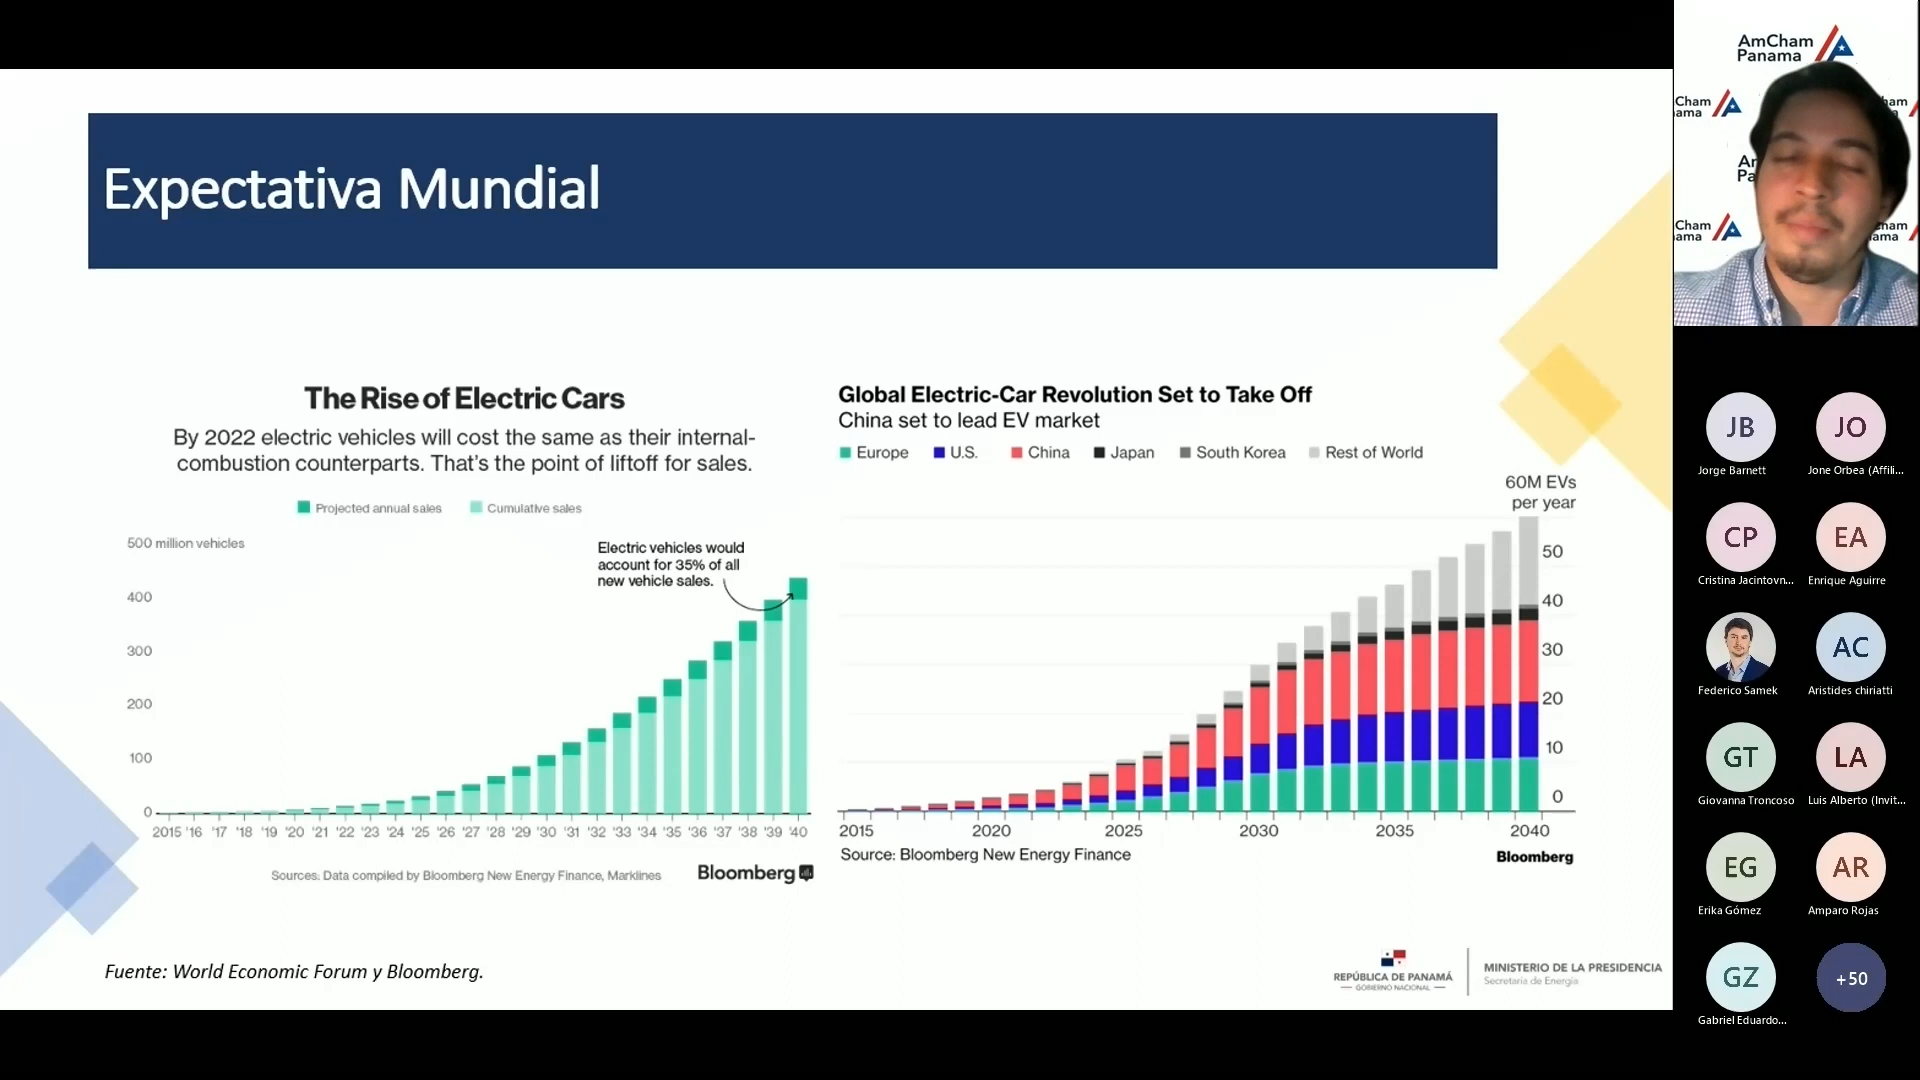 Expectativa Mundial
The Rise of Electric Cars
By 2022 electric vehicles will cost the same as their internal-
combustion counterparts. That's the point of liftoff for sales.
Projected annual sales
Cumulative sales
500 million vehicles
400
300
200
100
0
Electric vehicles would
account for 35% of all
new vehicle sales.
2015 '16 '17 '18 '19 '20 '21 '22 '23 '24 '25 '26 '27 '28 '29 '30 '31 '32 '33 '34 '35 '36 '37 '38 '39 '40
Sources: Data compiled by Bloomberg New Energy Finance, Marklines
Bloomberg
Global Electric-Car Revolution Set to Take Off
China set to lead EV market
Europe U.S. China Japan South Korea Rest of World
60M EVs
per year
50
40
30
20
10
0
2015 2020 2025 2030 2035 2040
Source: Bloomberg New Energy Finance
Bloomberg
Fuente: World Economic Forum y Bloomberg.
REPÚBLICA DE PANAMÁ
GOBIERNO NACIONAL
MINISTERIO DE LA PRESIDENCIA
Secretaría de Energía
AmCham
Panama
Cham
ama
ham
a
Ar
Pa
Cham
ama
ham
ama
JB
Jorge Barnett
JO
Jone Orbea (Affili...
CP
Cristina Jacintovn...
EA
Enrique Aguirre
Federico Samek
AC
Aristides chiriatti
GT
Giovanna Troncoso
LA
Luis Alberto (Invit...
EG
Erika Gómez
AR
Amparo Rojas
GZ
Gabriel Eduardo...
+50